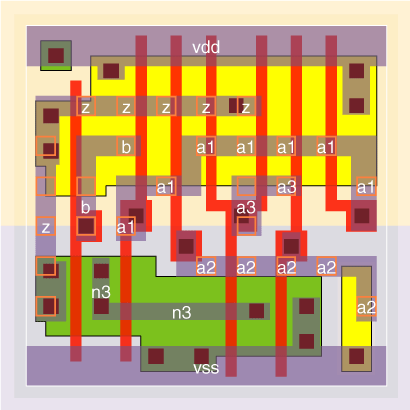 vdd
z z z z z
b a1 a1 a1 a1
a1 a3 a1
b a3
z a1
a2 a2 a2 a2
n3
n3 a2
vss